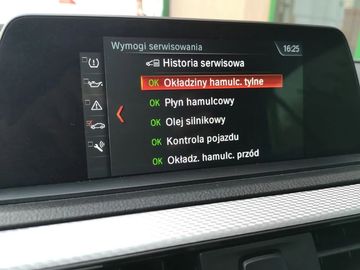 Wymogi serwisowania
16:25
Historia serwisowa
OK Okładziny hamulc. tylne
OK Płyn hamulcowy
OK Olej silnikowy
OK Kontrola pojazdu
OK Okładz. hamulc. przód